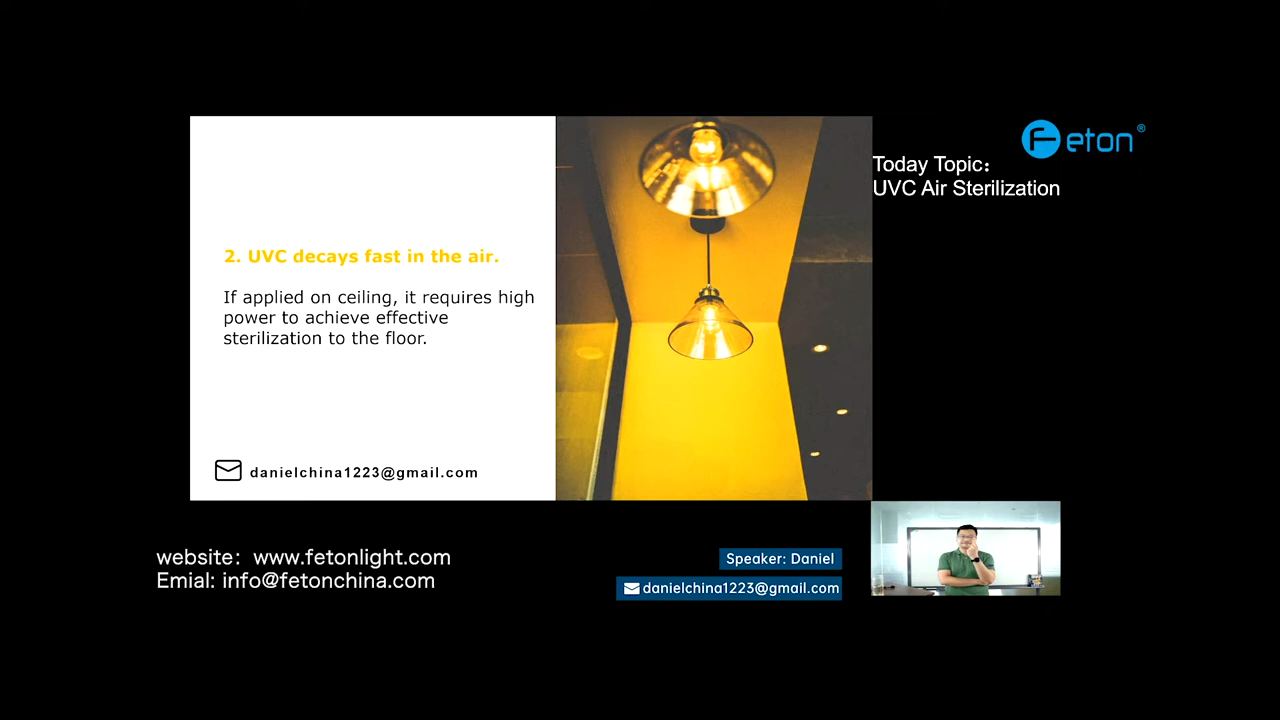 Feton®
Today Topic：
UVC Air Sterilization
2. UVC decays fast in the air.
If applied on ceiling, it requires high
power to achieve effective
sterilization to the floor.
danielchina1223@gmail.com
website：www.fetonlight.com
Emial: info@fetonchina.com
Speaker: Daniel
danielchina1223@gmail.com